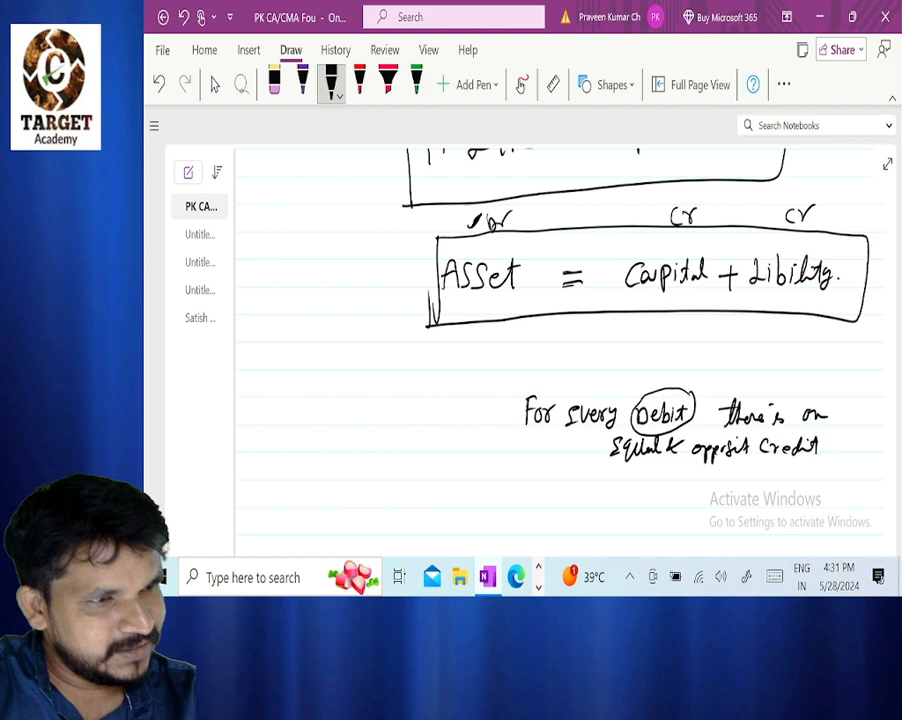 PK CA/CMA Fou - On...
Search
Praveen Kumar Ch
PK
Buy Microsoft 365
File Home Insert Draw History Review View Help
Share
Add Pen
Shapes
Full Page View
Search Notebooks
TARGET
Academy
PK CA...
Untitle...
Untitle...
Untitle...
Satish ...
Dr Cr Cr
Asset = Capital + Libility.
For Every Debit there is an
Equal & opposit Credit
Activate Windows
Go to Settings to activate Windows.
Type here to search
39°C
ENG
IN
4:31 PM
5/28/2024